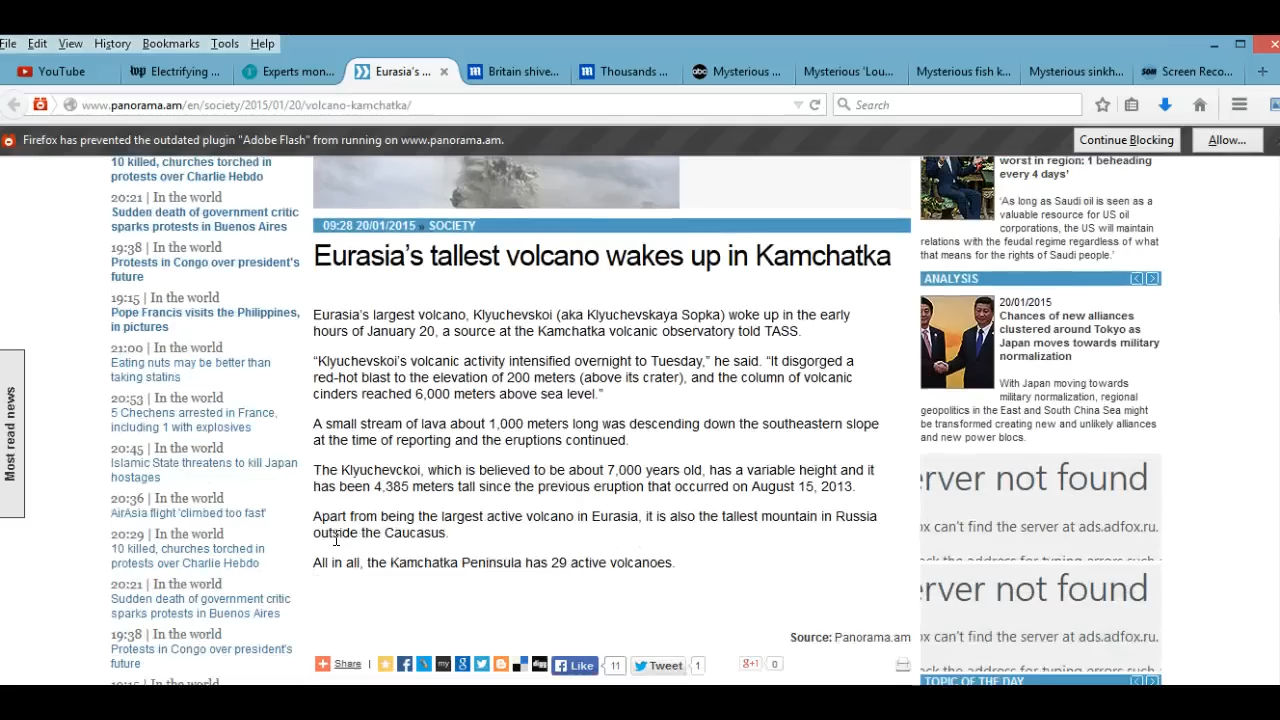 File Edit View History Bookmarks Tools Help
YouTube Electrifying ... Experts mon... Eurasia's ... Britain shive... Thousands ... Mysterious ... Mysterious 'Lou... Mysterious fish k... Mysterious sinkh... Screen Reco...
www.panorama.am/en/society/2015/01/20/volcano-kamchatka/ Search
Firefox has prevented the outdated plugin "Adobe Flash" from running on www.panorama.am. Continue Blocking Allow...
Most read news
10 killed, churches torched in
protests over Charlie Hebdo
20:21 | In the world
Sudden death of government critic
sparks protests in Buenos Aires
19:38 | In the world
Protests in Congo over president's
future
19:15 | In the world
Pope Francis visits the Philippines,
in pictures
21:00 | In the world
Eating nuts may be better than
taking statins
20:53 | In the world
5 Chechens arrested in France,
including 1 with explosives
20:45 | In the world
Islamic State threatens to kill Japan
hostages
20:36 | In the world
AirAsia flight 'climbed too fast'
20:29 | In the world
10 killed, churches torched in
protests over Charlie Hebdo
20:21 | In the world
Sudden death of government critic
sparks protests in Buenos Aires
19:38 | In the world
Protests in Congo over president's
future
09:28 20/01/2015 » SOCIETY
Eurasia's tallest volcano wakes up in Kamchatka
Eurasia's largest volcano, Klyuchevskoi (aka Klyuchevskaya Sopka) woke up in the early
hours of January 20, a source at the Kamchatka volcanic observatory told TASS.
"Klyuchevskoi's volcanic activity intensified overnight to Tuesday," he said. "It disgorged a
red-hot blast to the elevation of 200 meters (above its crater), and the column of volcanic
cinders reached 6,000 meters above sea level."
A small stream of lava about 1,000 meters long was descending down the southeastern slope
at the time of reporting and the eruptions continued.
The Klyuchevckoi, which is believed to be about 7,000 years old, has a variable height and it
has been 4,385 meters tall since the previous eruption that occurred on August 15, 2013.
Apart from being the largest active volcano in Eurasia, it is also the tallest mountain in Russia
outside the Caucasus.
All in all, the Kamchatka Peninsula has 29 active volcanoes.
Source: Panorama.am
Share | Like 11 Tweet 1 g+1 0
worst in region: 1 beheading
every 4 days'
'As long as Saudi oil is seen as a
valuable resource for US oil
corporations, the US will maintain
relations with the feudal regime regardless of what
that means for the rights of Saudi people.'
ANALYSIS
20/01/2015
Chances of new alliances
clustered around Tokyo as
Japan moves towards military
normalization
With Japan moving towards
military normalization, regional
geopolitics in the East and South China Sea might
be transformed creating new and unlikely alliances
and new power blocs.
erver not found
ox can't find the server at ads.adfox.ru.
erver not found
ox can't find the server at ads.adfox.ru.
TOPIC OF THE DAY